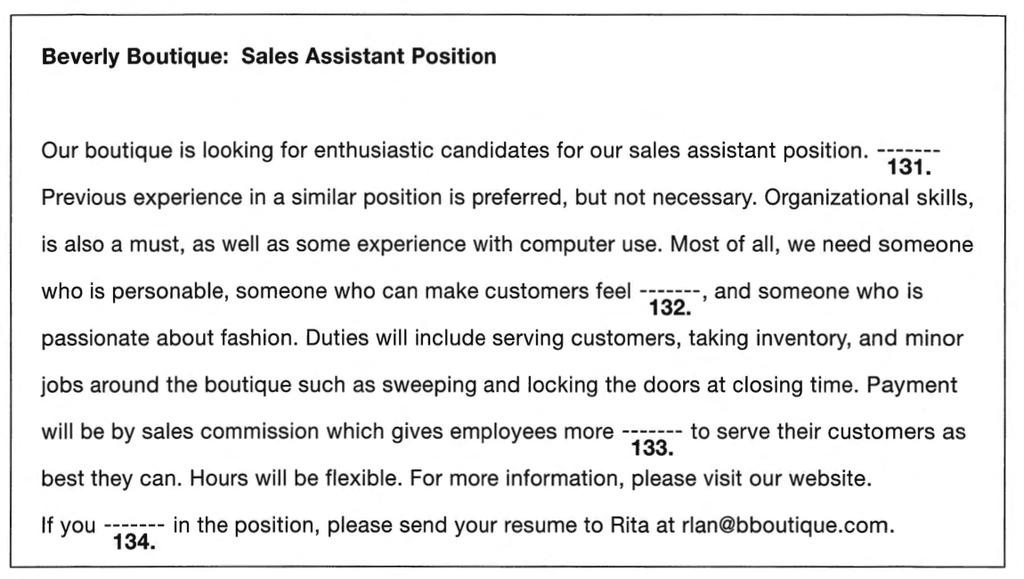 Beverly Boutique: Sales Assistant Position
Our boutique is looking for enthusiastic candidates for our sales assistant position. -------
131.
Previous experience in a similar position is preferred, but not necessary. Organizational skills,
is also a must, as well as some experience with computer use. Most of all, we need someone
who is personable, someone who can make customers feel -------, and someone who is
132.
passionate about fashion. Duties will include serving customers, taking inventory, and minor
jobs around the boutique such as sweeping and locking the doors at closing time. Payment
will be by sales commission which gives employees more ------- to serve their customers as
133.
best they can. Hours will be flexible. For more information, please visit our website.
If you ------- in the position, please send your resume to Rita at rlan@bboutique.com.
134.